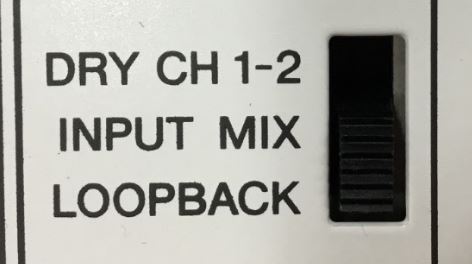 DRY CH 1-2
INPUT MIX
LOOPBACK